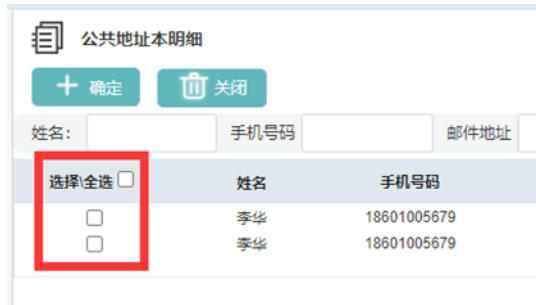 公共地址本明细
确定 关闭
姓名: 手机号码 邮件地址
选择\全选 姓名 手机号码
李华 18601005679
李华 18601005679